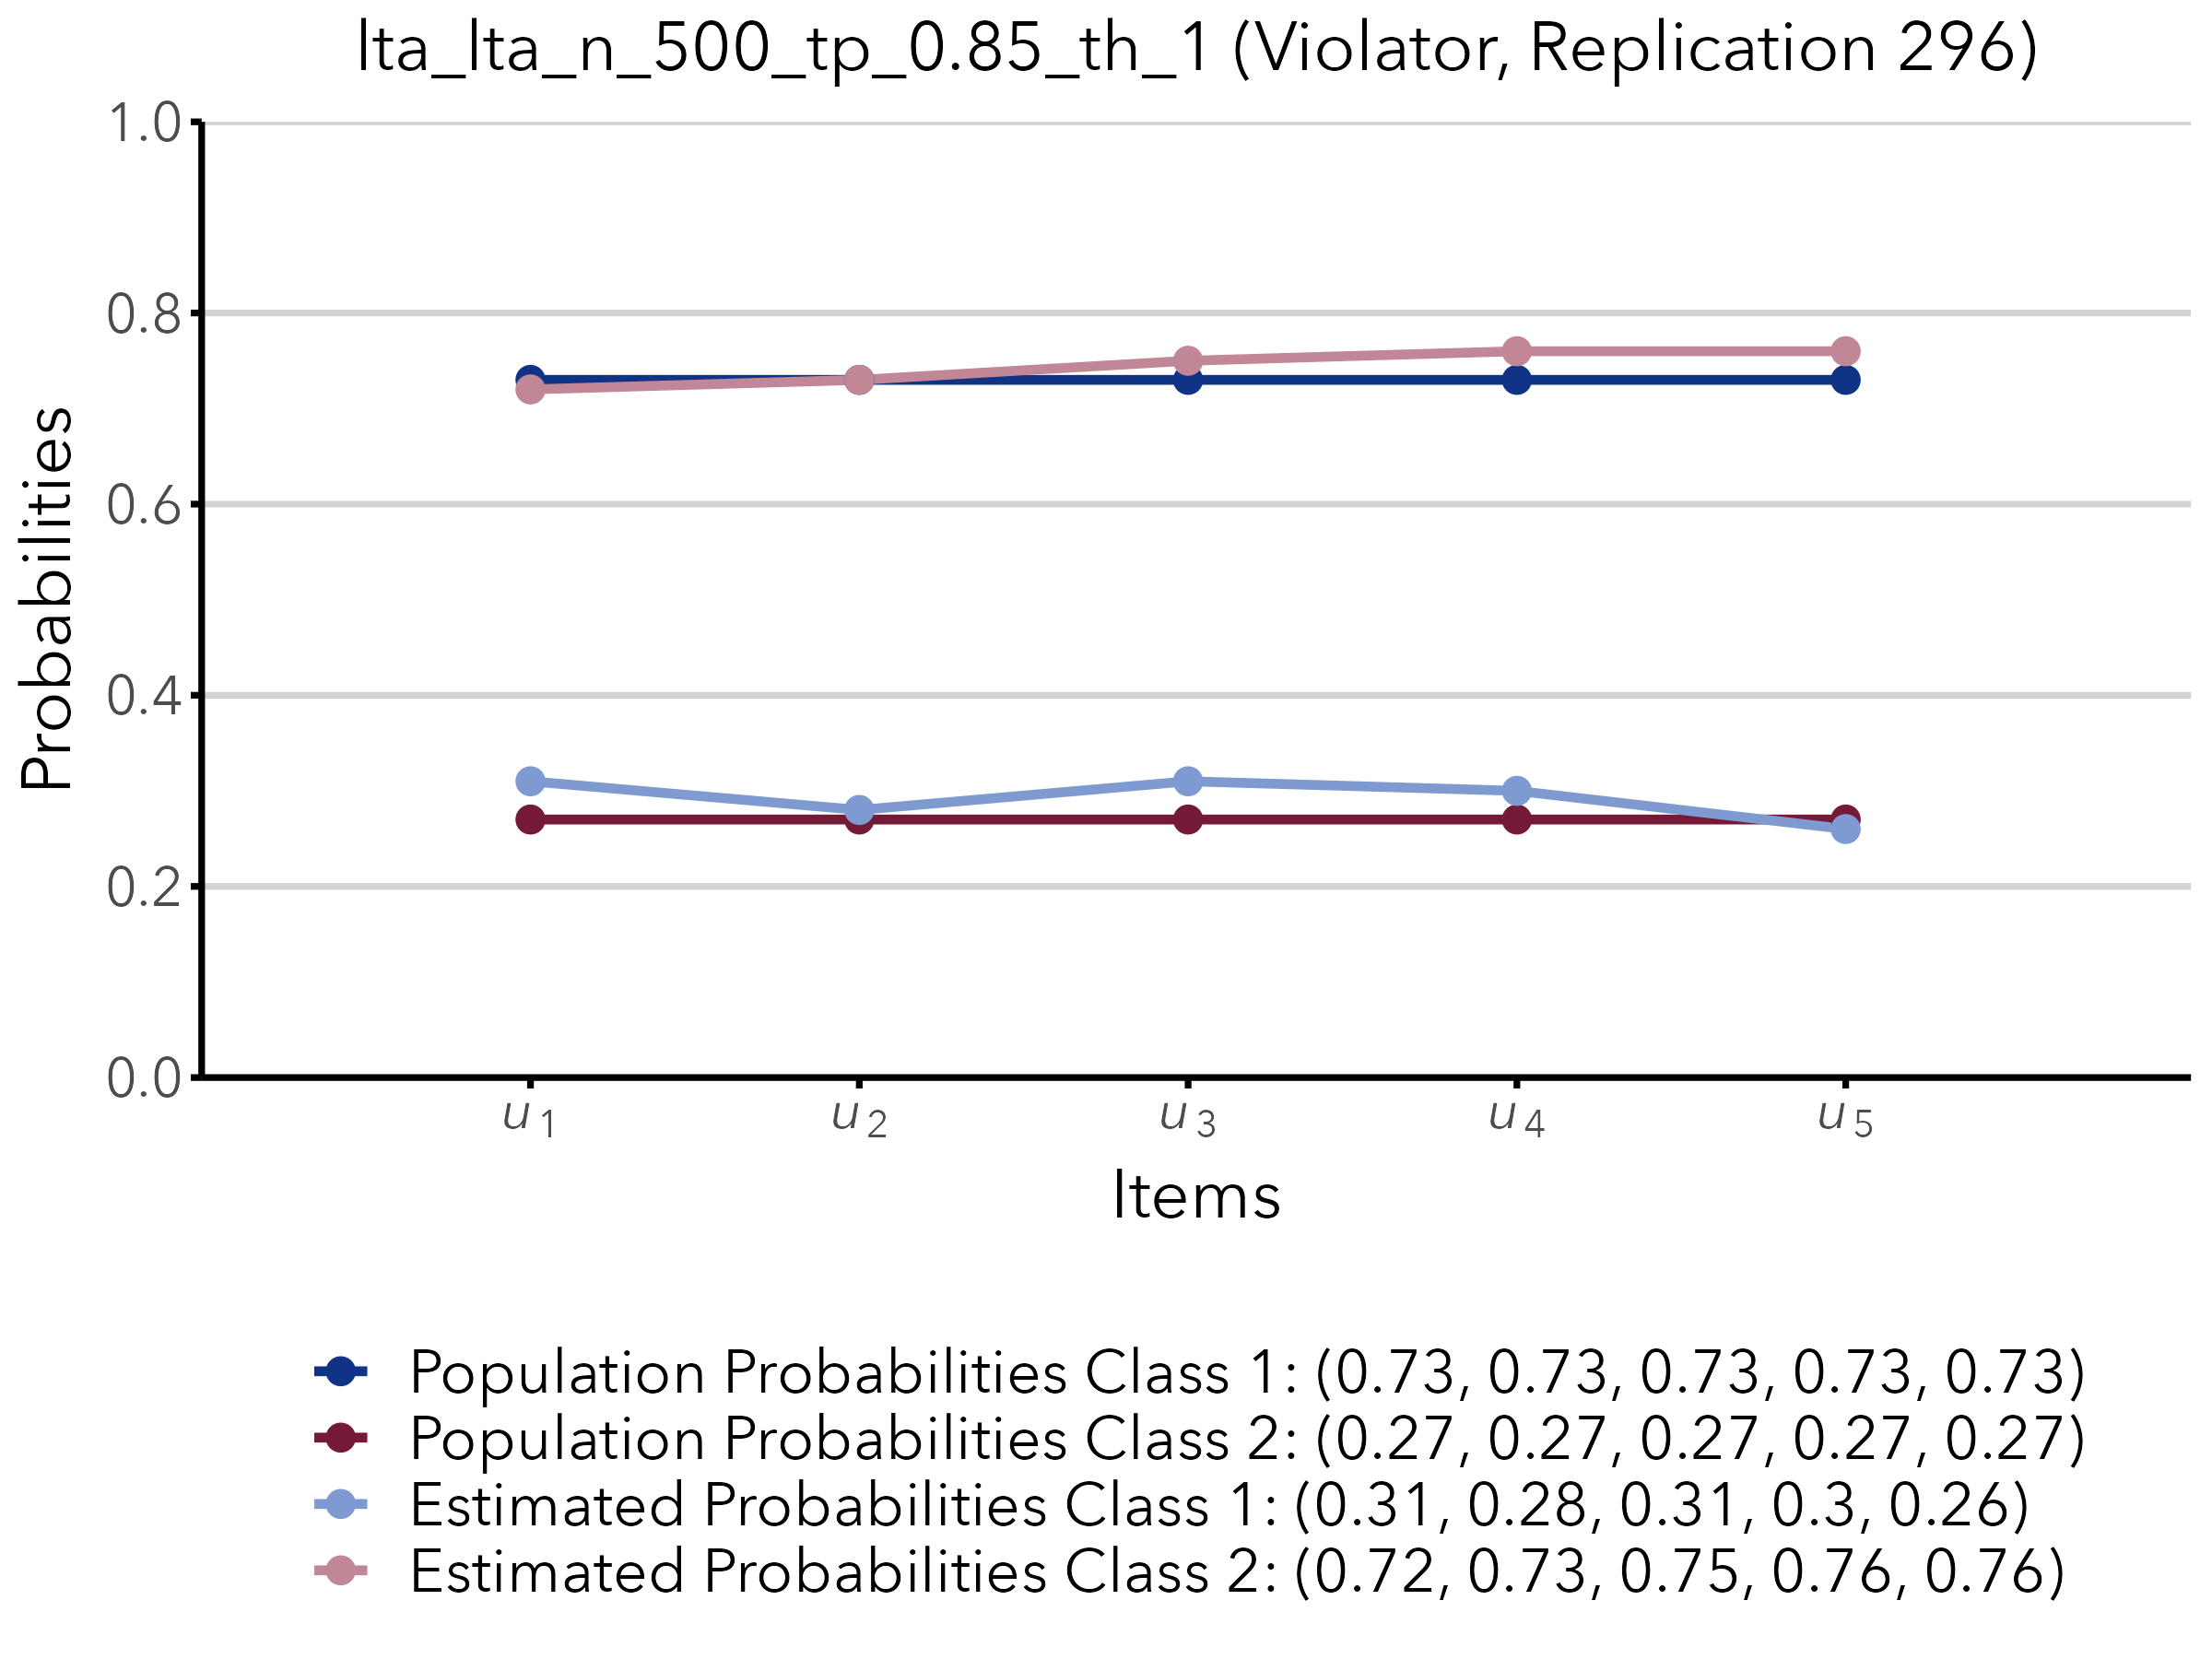 lta_lta_n_500_tp_0.85_th_1 (Violator, Replication 296)
1.0
0.8
0.6
0.4
0.2
0.0
Probabilities
u1 u2 u3 u4 u5
Items
Population Probabilities Class 1: (0.73, 0.73, 0.73, 0.73, 0.73)
Population Probabilities Class 2: (0.27, 0.27, 0.27, 0.27, 0.27)
Estimated Probabilities Class 1: (0.31, 0.28, 0.31, 0.3, 0.26)
Estimated Probabilities Class 2: (0.72, 0.73, 0.75, 0.76, 0.76)